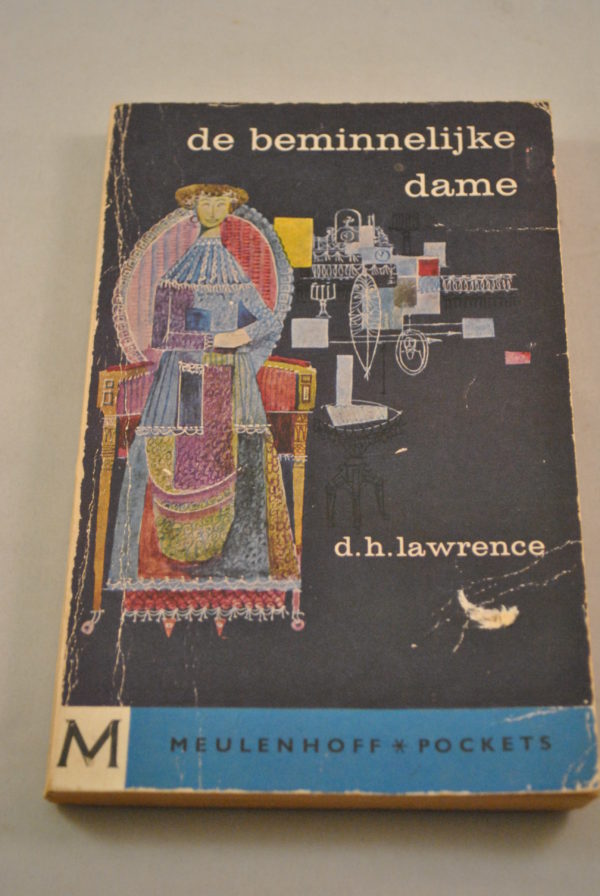 de beminnelijke
dame
d.h.lawrence
M
MEULENHOFF * POCKETS